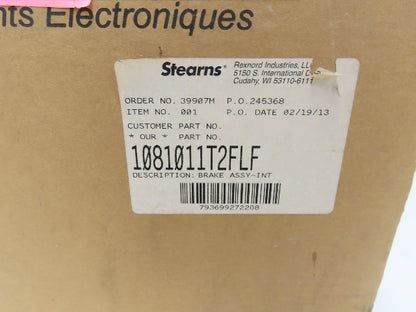 nts Electroniques
Stearns
Rexnord Industries, LLC
5150 S. International D
Cudahy, WI 53110-6111
ORDER NO. 39907M P.O.245368
ITEM NO. 001 P.O. DATE 02/19/13
CUSTOMER PART NO.
* OUR * PART NO.
1081011T2FLF
DESCRIPTION: BRAKE ASSY-INT
793699272208